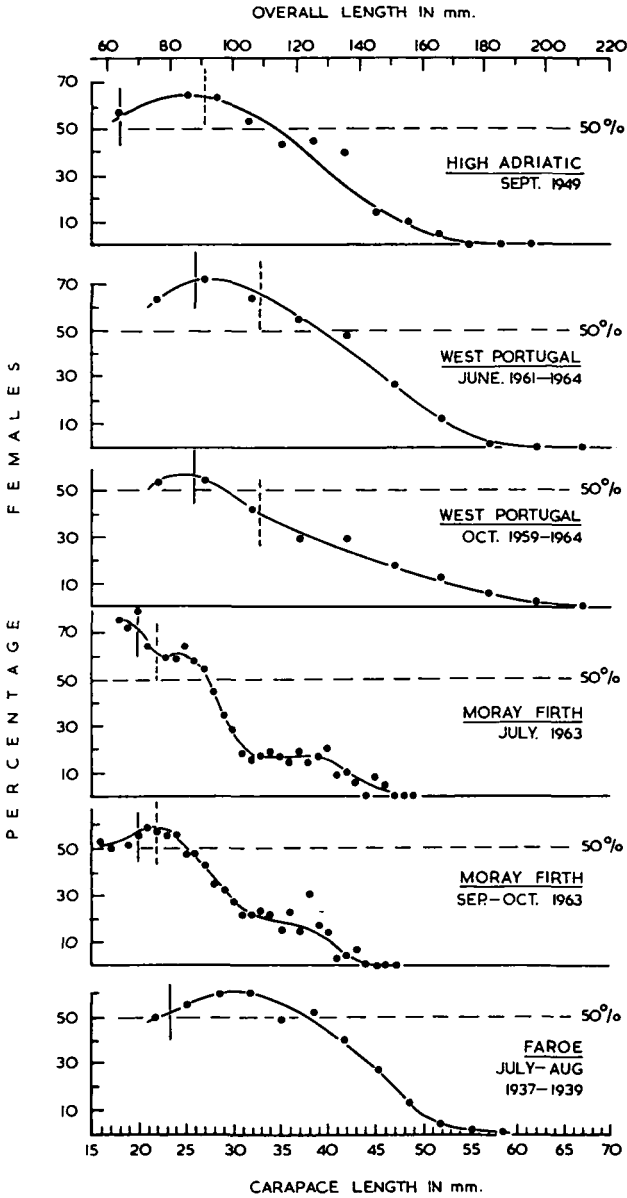 OVERALL LENGTH IN mm.
60 80 100 120 140 160 180 200 220
PERCENTAGE FEMALES
70
50
30
10
50%
HIGH ADRIATIC
SEPT. 1949
70
50
30
10
50%
WEST PORTUGAL
JUNE. 1961–1964
50
30
10
50%
WEST PORTUGAL
OCT. 1959–1964
70
50
30
10
50%
MORAY FIRTH
JULY. 1963
50
30
10
50%
MORAY FIRTH
SEP.–OCT. 1963
50
30
10
50%
FAROE
JULY–AUG
1937–1939
15 20 25 30 35 40 45 50 55 60 65 70
CARAPACE LENGTH IN mm.